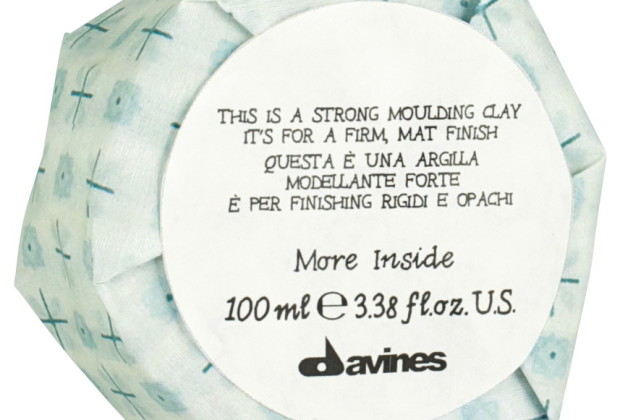 THIS IS A STRONG MOULDING CLAY
IT'S FOR A FIRM, MAT FINISH
QUESTA È UNA ARGILLA
MODELLANTE FORTE
È PER FINISHING RIGIDI E OPACHI
More Inside
100 ml ℮ 3.38 fl.oz. U.S.
davines